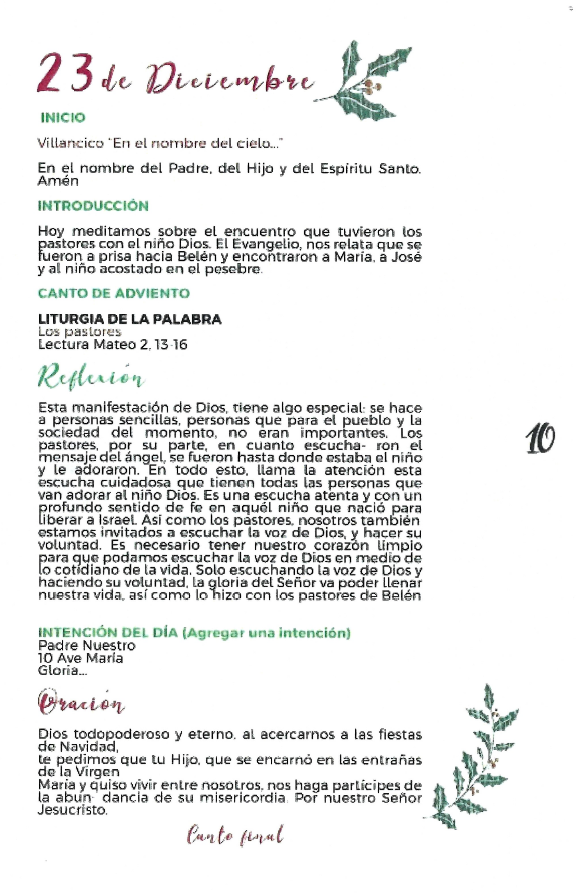 23 de Diciembre
INICIO
Villancico "En el nombre del cielo..."
En el nombre del Padre, del Hijo y del Espíritu Santo.
Amén
INTRODUCCIÓN
Hoy meditamos sobre el encuentro que tuvieron los
pastores con el niño Dios. El Evangelio, nos relata que se
fueron a prisa hacia Belén y encontraron a María, a José
y al niño acostado en el pesebre.
CANTO DE ADVIENTO
LITURGIA DE LA PALABRA
Los pastores
Lectura Mateo 2, 13-16
Reflexión
Esta manifestación de Dios, tiene algo especial: se hace
a personas sencillas, personas que para el pueblo y la
sociedad del momento, no eran importantes. Los
pastores, por su parte, en cuanto escucha- ron el
mensaje del ángel, se fueron hasta donde estaba el niño
y le adoraron. En todo esto, llama la atención esta
escucha cuidadosa que tienen todas las personas que
van adorar al niño Dios. Es una escucha atenta y con un
profundo sentido de fe en aquél niño que nació para
liberar a Israel. Así como los pastores, nosotros también
estamos invitados a escuchar la voz de Dios, y hacer su
voluntad. Es necesario tener nuestro corazón limpio
para que podamos escuchar la voz de Dios en medio de
lo cotidiano de la vida. Solo escuchando la voz de Dios y
haciendo su voluntad, la gloria del Señor va poder llenar
nuestra vida, así como lo hizo con los pastores de Belén
10
INTENCIÓN DEL DÍA (Agregar una intención)
Padre Nuestro
10 Ave María
Gloria...
Oración
Dios todopoderoso y eterno, al acercarnos a las fiestas
de Navidad,
te pedimos que tu Hijo, que se encarnó en las entrañas
de la Virgen
María y quiso vivir entre nosotros, nos haga partícipes de
la abun- dancia de su misericordia. Por nuestro Señor
Jesucristo.
Canto final